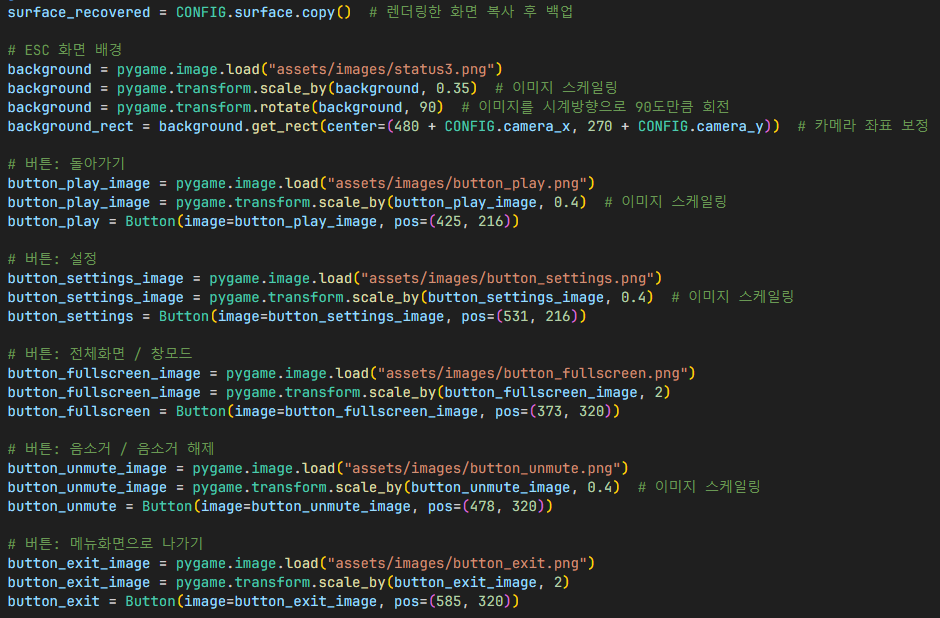 surface_recovered = CONFIG.surface.copy()  # 렌더링한 화면 복사 후 백업
# ESC 화면 배경
background = pygame.image.load("assets/images/status3.png")
background = pygame.transform.scale_by(background, 0.35)  # 이미지 스케일링
background = pygame.transform.rotate(background, 90)  # 이미지를 시계방향으로 90도만큼 회전
background_rect = background.get_rect(center=(480 + CONFIG.camera_x, 270 + CONFIG.camera_y))  # 카메라 좌표 보정
# 버튼: 돌아가기
button_play_image = pygame.image.load("assets/images/button_play.png")
button_play_image = pygame.transform.scale_by(button_play_image, 0.4)  # 이미지 스케일링
button_play = Button(image=button_play_image, pos=(425, 216))
# 버튼: 설정
button_settings_image = pygame.image.load("assets/images/button_settings.png")
button_settings_image = pygame.transform.scale_by(button_settings_image, 0.4)  # 이미지 스케일링
button_settings = Button(image=button_settings_image, pos=(531, 216))
# 버튼: 전체화면 / 창모드
button_fullscreen_image = pygame.image.load("assets/images/button_fullscreen.png")
button_fullscreen_image = pygame.transform.scale_by(button_fullscreen_image, 2)
button_fullscreen = Button(image=button_fullscreen_image, pos=(373, 320))
# 버튼: 음소거 / 음소거 해제
button_unmute_image = pygame.image.load("assets/images/button_unmute.png")
button_unmute_image = pygame.transform.scale_by(button_unmute_image, 0.4)  # 이미지 스케일링
button_unmute = Button(image=button_unmute_image, pos=(478, 320))
# 버튼: 메뉴화면으로 나가기
button_exit_image = pygame.image.load("assets/images/button_exit.png")
button_exit_image = pygame.transform.scale_by(button_exit_image, 2)
button_exit = Button(image=button_exit_image, pos=(585, 320))